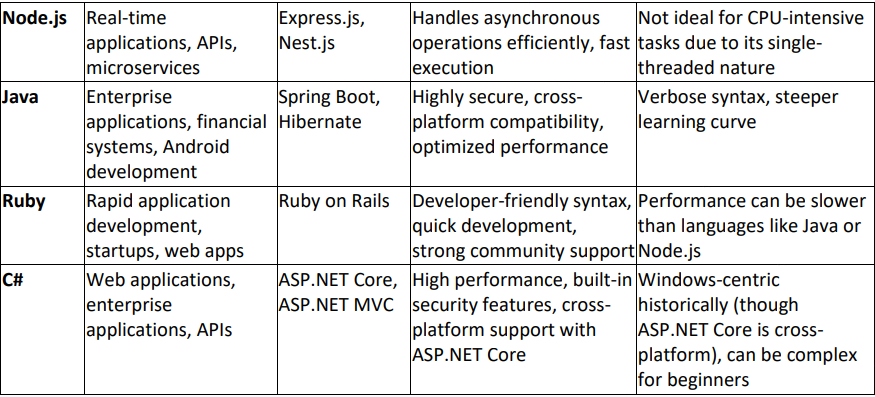 Node.js
Real-time
applications, APIs,
microservices
Express.js,
Nest.js
Handles asynchronous
operations efficiently, fast
execution
Not ideal for CPU-intensive
tasks due to its single-
threaded nature
Java
Enterprise
applications, financial
systems, Android
development
Spring Boot,
Hibernate
Highly secure, cross-
platform compatibility,
optimized performance
Verbose syntax, steeper
learning curve
Ruby
Rapid application
development,
startups, web apps
Ruby on Rails
Developer-friendly syntax,
quick development,
strong community support
Performance can be slower
than languages like Java or
Node.js
C#
Web applications,
enterprise
applications, APIs
ASP.NET Core,
ASP.NET MVC
High performance, built-in
security features, cross-
platform support with
ASP.NET Core
Windows-centric
historically (though
ASP.NET Core is cross-
platform), can be complex
for beginners